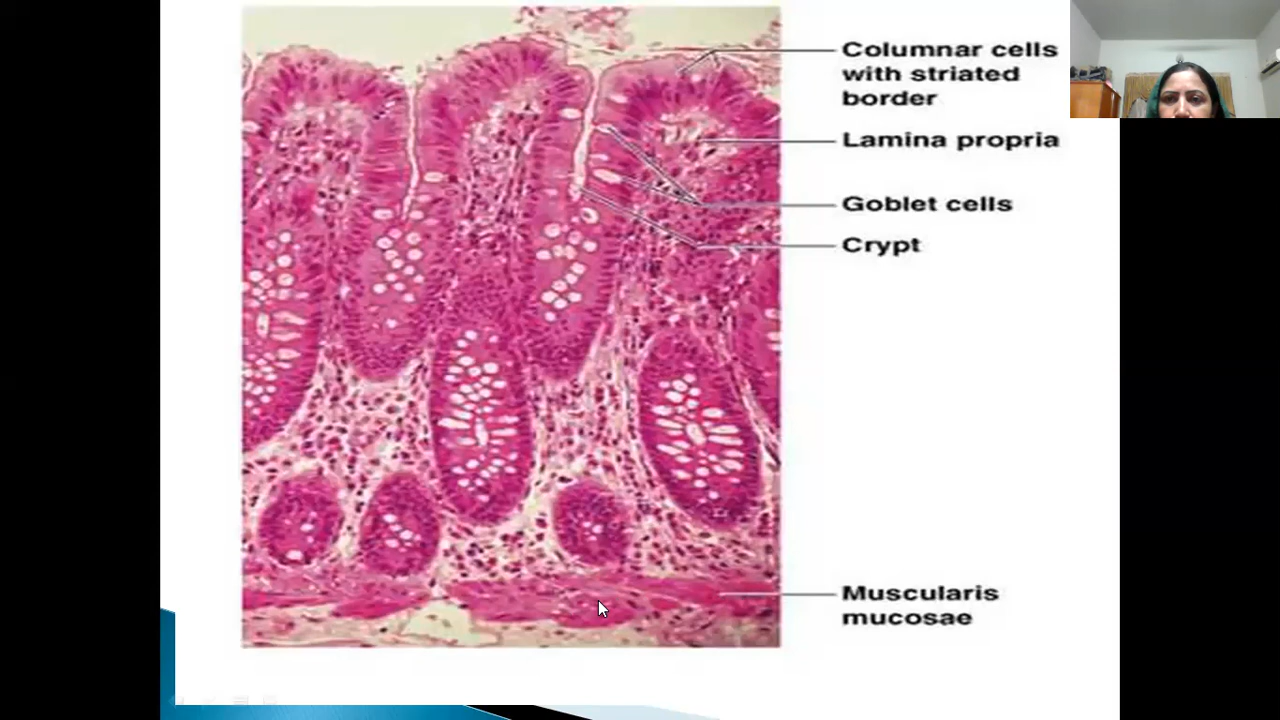 Columnar cells
with striated
border
Lamina propria
Goblet cells
Crypt
Muscularis
mucosae